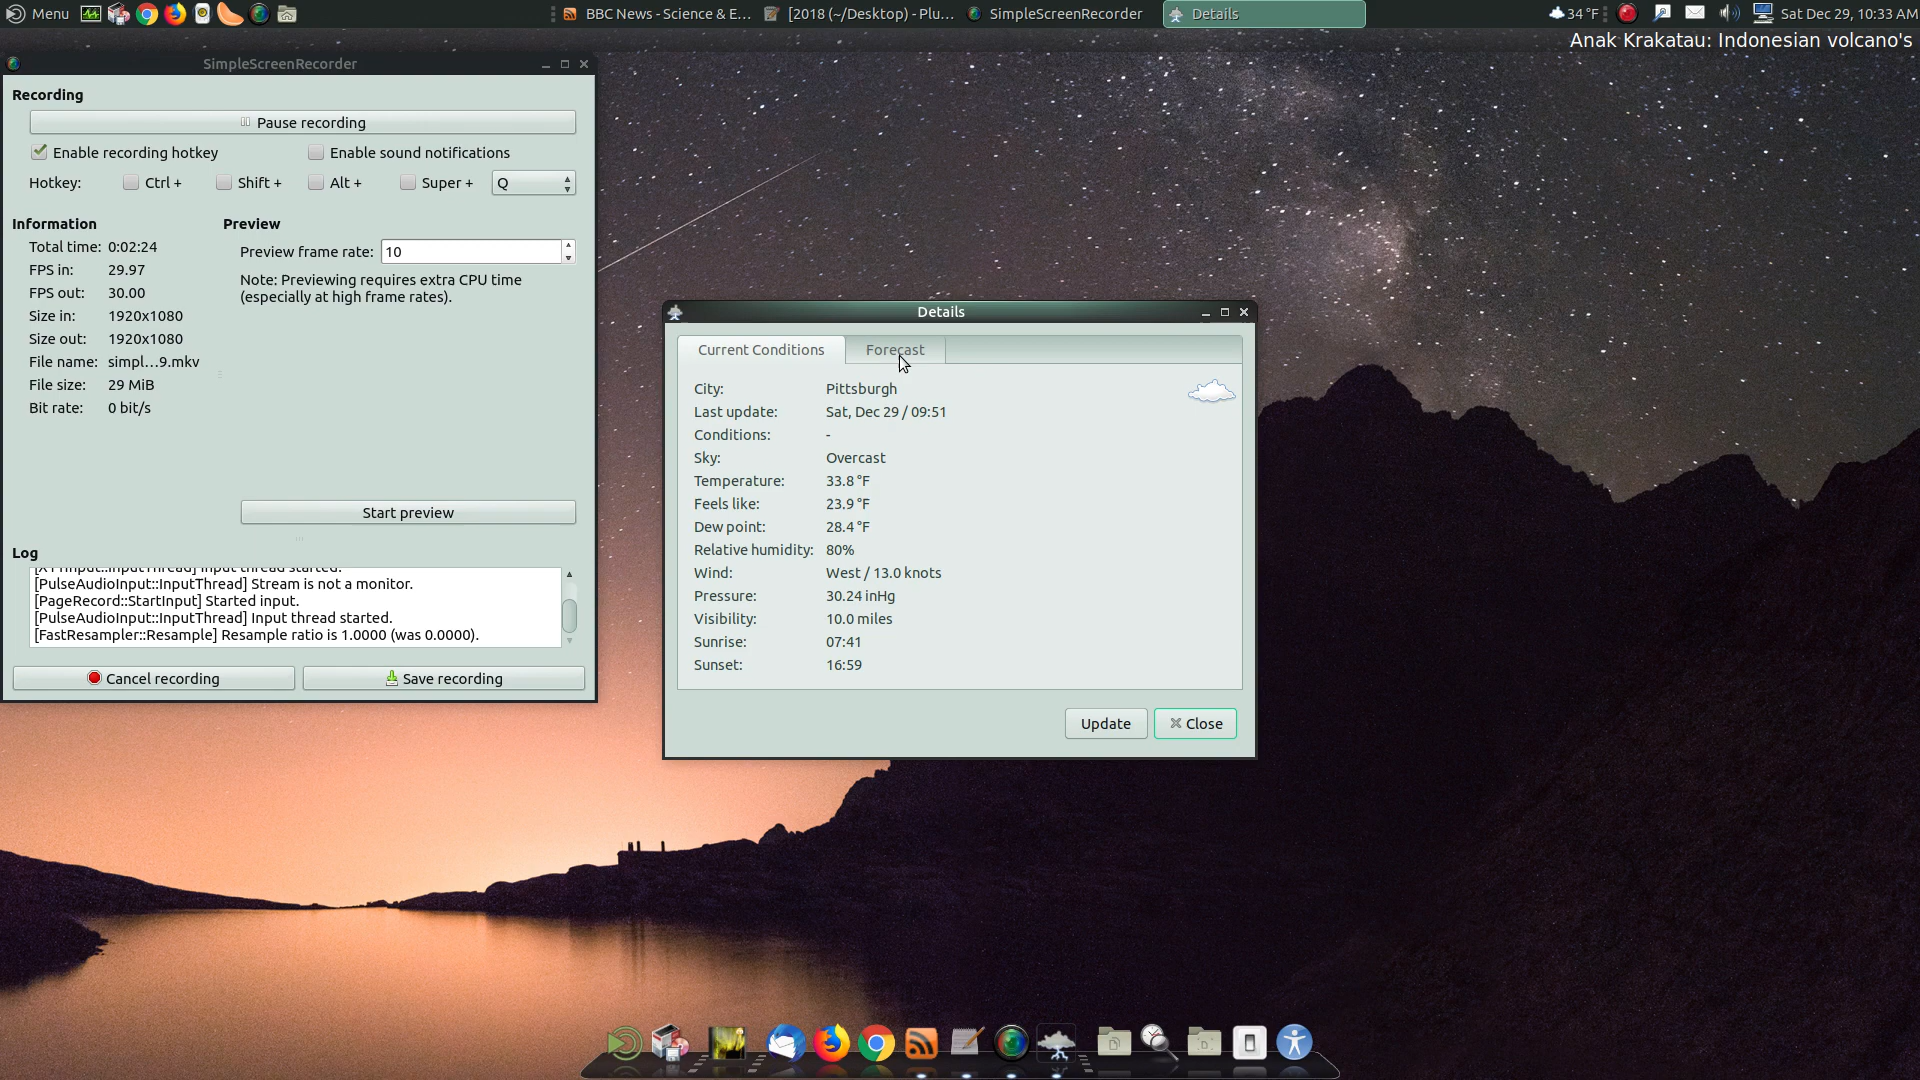 Menu
BBC News - Science & E...
[2018 (~/Desktop) - Plu...
SimpleScreenRecorder
Details
34 °F
Sat Dec 29, 10:33 AM
Anak Krakatau: Indonesian volcano's
SimpleScreenRecorder
Recording
Pause recording
Enable recording hotkey
Enable sound notifications
Hotkey:
Ctrl +
Shift +
Alt +
Super +
Q
Information
Total time: 0:02:24
FPS in: 29.97
FPS out: 30.00
Size in: 1920x1080
Size out: 1920x1080
File name: simpl...9.mkv
File size: 29 MiB
Bit rate: 0 bit/s
Preview
Preview frame rate: 10
Note: Previewing requires extra CPU time
(especially at high frame rates).
Start preview
Log
[X11Input::InputThread] Input thread started.
[PulseAudioInput::InputThread] Stream is not a monitor.
[PageRecord::StartInput] Started input.
[PulseAudioInput::InputThread] Input thread started.
[FastResampler::Resample] Resample ratio is 1.0000 (was 0.0000).
Cancel recording
Save recording
Details
Current Conditions
Forecast
City: Pittsburgh
Last update: Sat, Dec 29 / 09:51
Conditions: -
Sky: Overcast
Temperature: 33.8 °F
Feels like: 23.9 °F
Dew point: 28.4 °F
Relative humidity: 80%
Wind: West / 13.0 knots
Pressure: 30.24 inHg
Visibility: 10.0 miles
Sunrise: 07:41
Sunset: 16:59
Update
Close